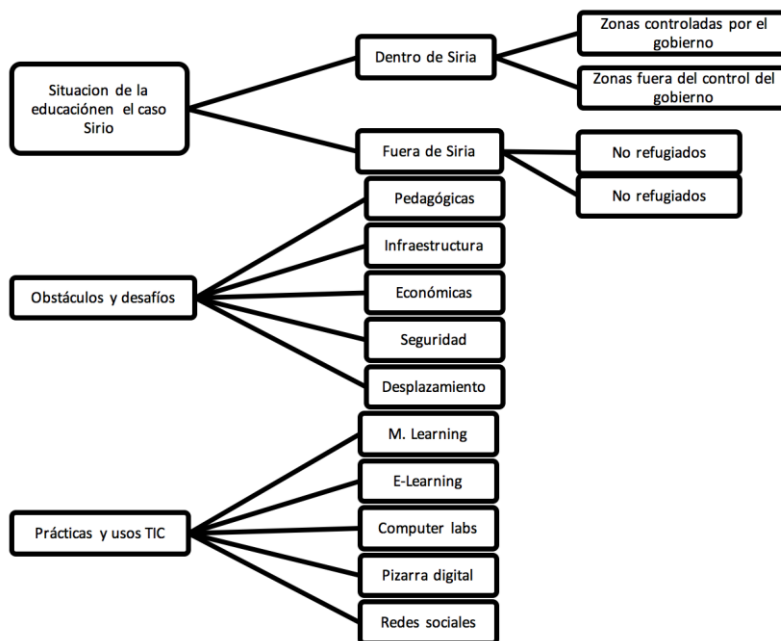 Situacion de la
educaciónen el caso
Sirio
Dentro de Siria
Zonas controladas por el
gobierno
Zonas fuera del control del
gobierno
Fuera de Siria
No refugiados
No refugiados
Obstáculos y desafíos
Pedagógicas
Infraestructura
Económicas
Seguridad
Desplazamiento
Prácticas y usos TIC
M. Learning
E-Learning
Computer labs
Pizarra digital
Redes sociales